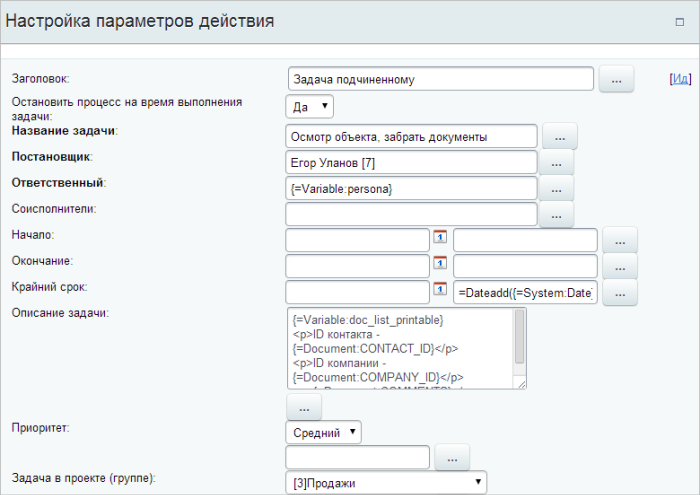 Настройка параметров действия
Заголовок: Задача подчиненному ... [Ид]
Остановить процесс на время выполнения
задачи: Да
Название задачи: Осмотр объекта, забрать документы ...
Постановщик: Егор Уланов [7] ...
Ответственный: {=Variable:persona} ...
Соисполнители: ...
Начало: 1 ...
Окончание: 1 ...
Крайний срок: 1 =Dateadd({=System:Date} ...
Описание задачи: {=Variable:doc_list_printable}
<p>ID контакта -
{=Document:CONTACT_ID}</p>
<p>ID компании -
{=Document:COMPANY_ID}</p>
...
Приоритет: Средний
...
Задача в проекте (группе): [3]Продажи